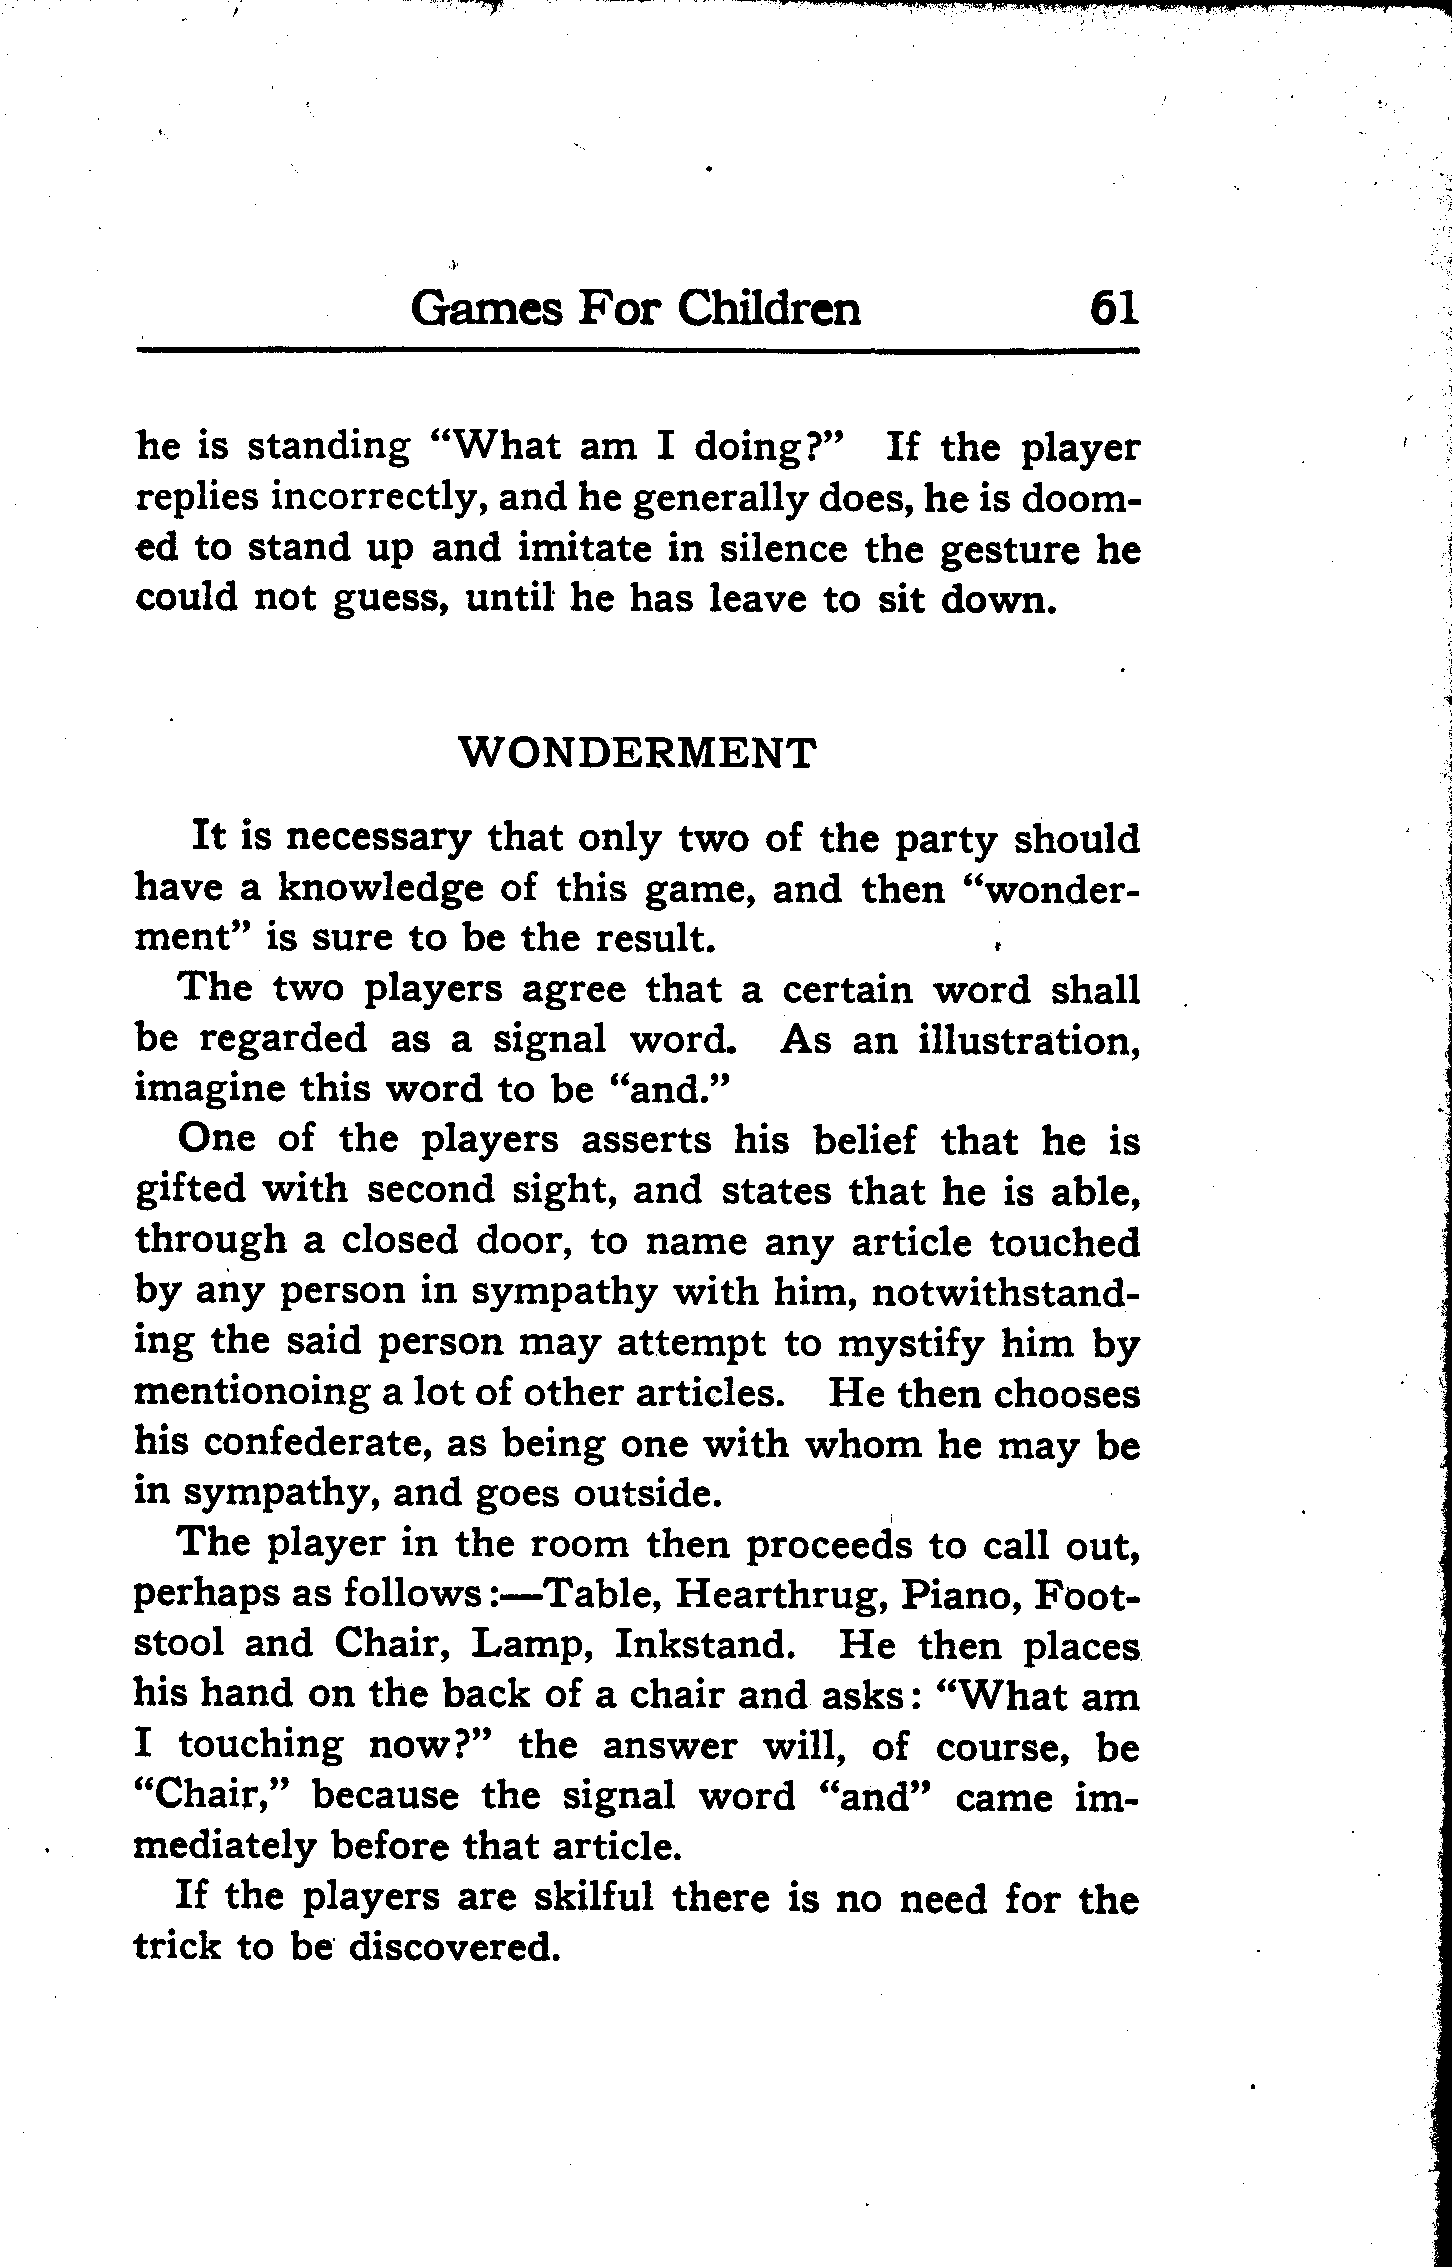 Games For Children 61
he is standing “What am I doing?” If the player
replies incorrectly, and he generally does, he is doom-
ed to stand up and imitate in silence the gesture he
could not guess, until he has leave to sit down.
WONDERMENT
It is necessary that only two of the party should
have a knowledge of this game, and then “wonder-
ment” is sure to be the result.
The two players agree that a certain word shall
be regarded as a signal word. As an illustration,
imagine this word to be “and.”
One of the players asserts his belief that he is
gifted with second sight, and states that he is able,
through a closed door, to name any article touched
by any person in sympathy with him, notwithstand-
ing the said person may attempt to mystify him by
mentionoing a lot of other articles. He then chooses
his confederate, as being one with whom he may be
in sympathy, and goes outside.
The player in the room then proceeds to call out,
perhaps as follows:—Table, Hearthrug, Piano, Foot-
stool and Chair, Lamp, Inkstand. He then places
his hand on the back of a chair and asks: “What am
I touching now?” the answer will, of course, be
“Chair,” because the signal word “and” came im-
mediately before that article.
If the players are skilful there is no need for the
trick to be discovered.